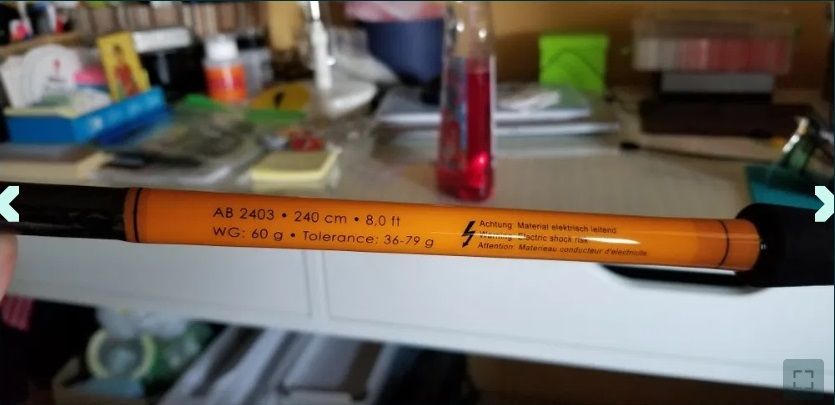 AB 2403 • 240 cm • 8,0 ft
WG: 60 g • Tolerance: 36-79 g
Achtung: Material elektrisch leitend
Warning: Electric shock risk
Attention: Materieau conducteur d'electricite